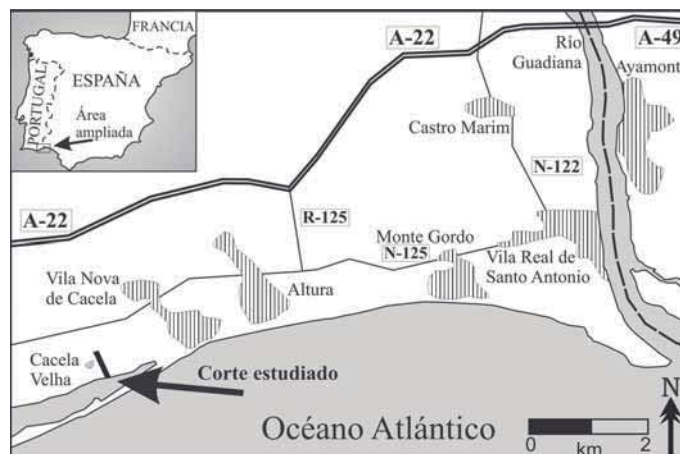 FRANCIA
PORTUGAL
ESPAÑA
Área
ampliada
A-22
Río
Guadiana
A-49
Ayamont
Castro Marim
N-122
A-22
R-125
Monte Gordo
N-125
Vila Real de
Santo Antonio
Vila Nova
de Cacela
Altura
Cacela
Velha
Corte estudiado
Océano Atlántico
N
0
2
km